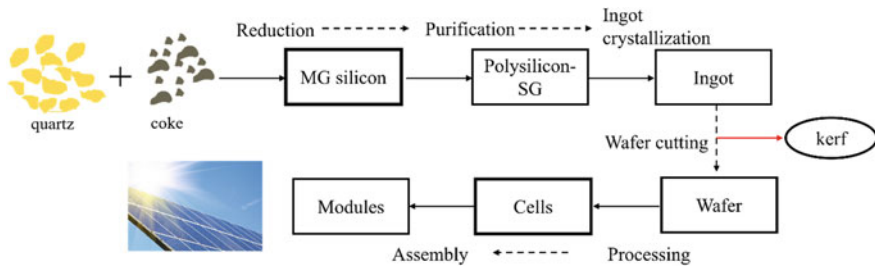 Reduction
Purification
Ingot
crystallization
MG silicon
Polysilicon-
SG
Ingot
quartz
coke
Wafer cutting
kerf
Modules
Cells
Wafer
Assembly
Processing